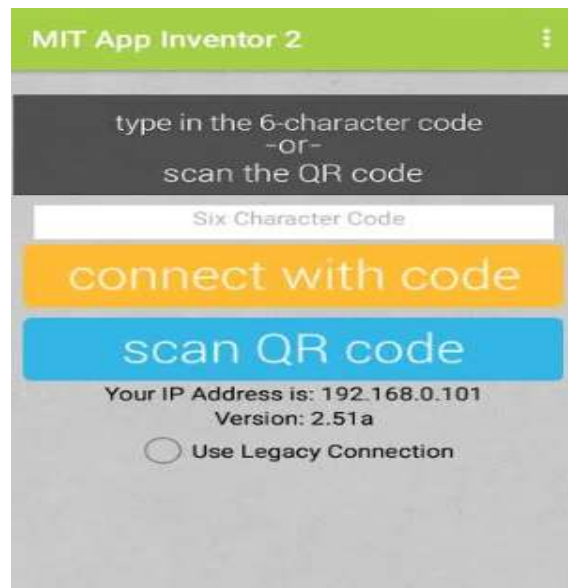 MIT App Inventor 2
type in the 6-character code
-or-
scan the QR code
Six Character Code
connect with code
scan QR code
Your IP Address is: 192.168.0.101
Version: 2.51a
Use Legacy Connection